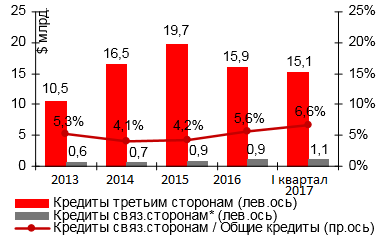 $ млрд.
25 19,7 25%
20 16,5 15,9 15,1 20%
15 10,5 15%
10 5,3% 4,1% 4,2% 5,6% 6,6% 10%
5 0,6 0,7 0,9 0,9 1,1 5%
0 0%
2013 2014 2015 2016 I квартал
2017
Кредиты третьим сторонам (лев.ось)
Кредиты связ.сторонам* (лев.ось)
Кредиты связ.сторонам / Общие кредиты (пр.ось)